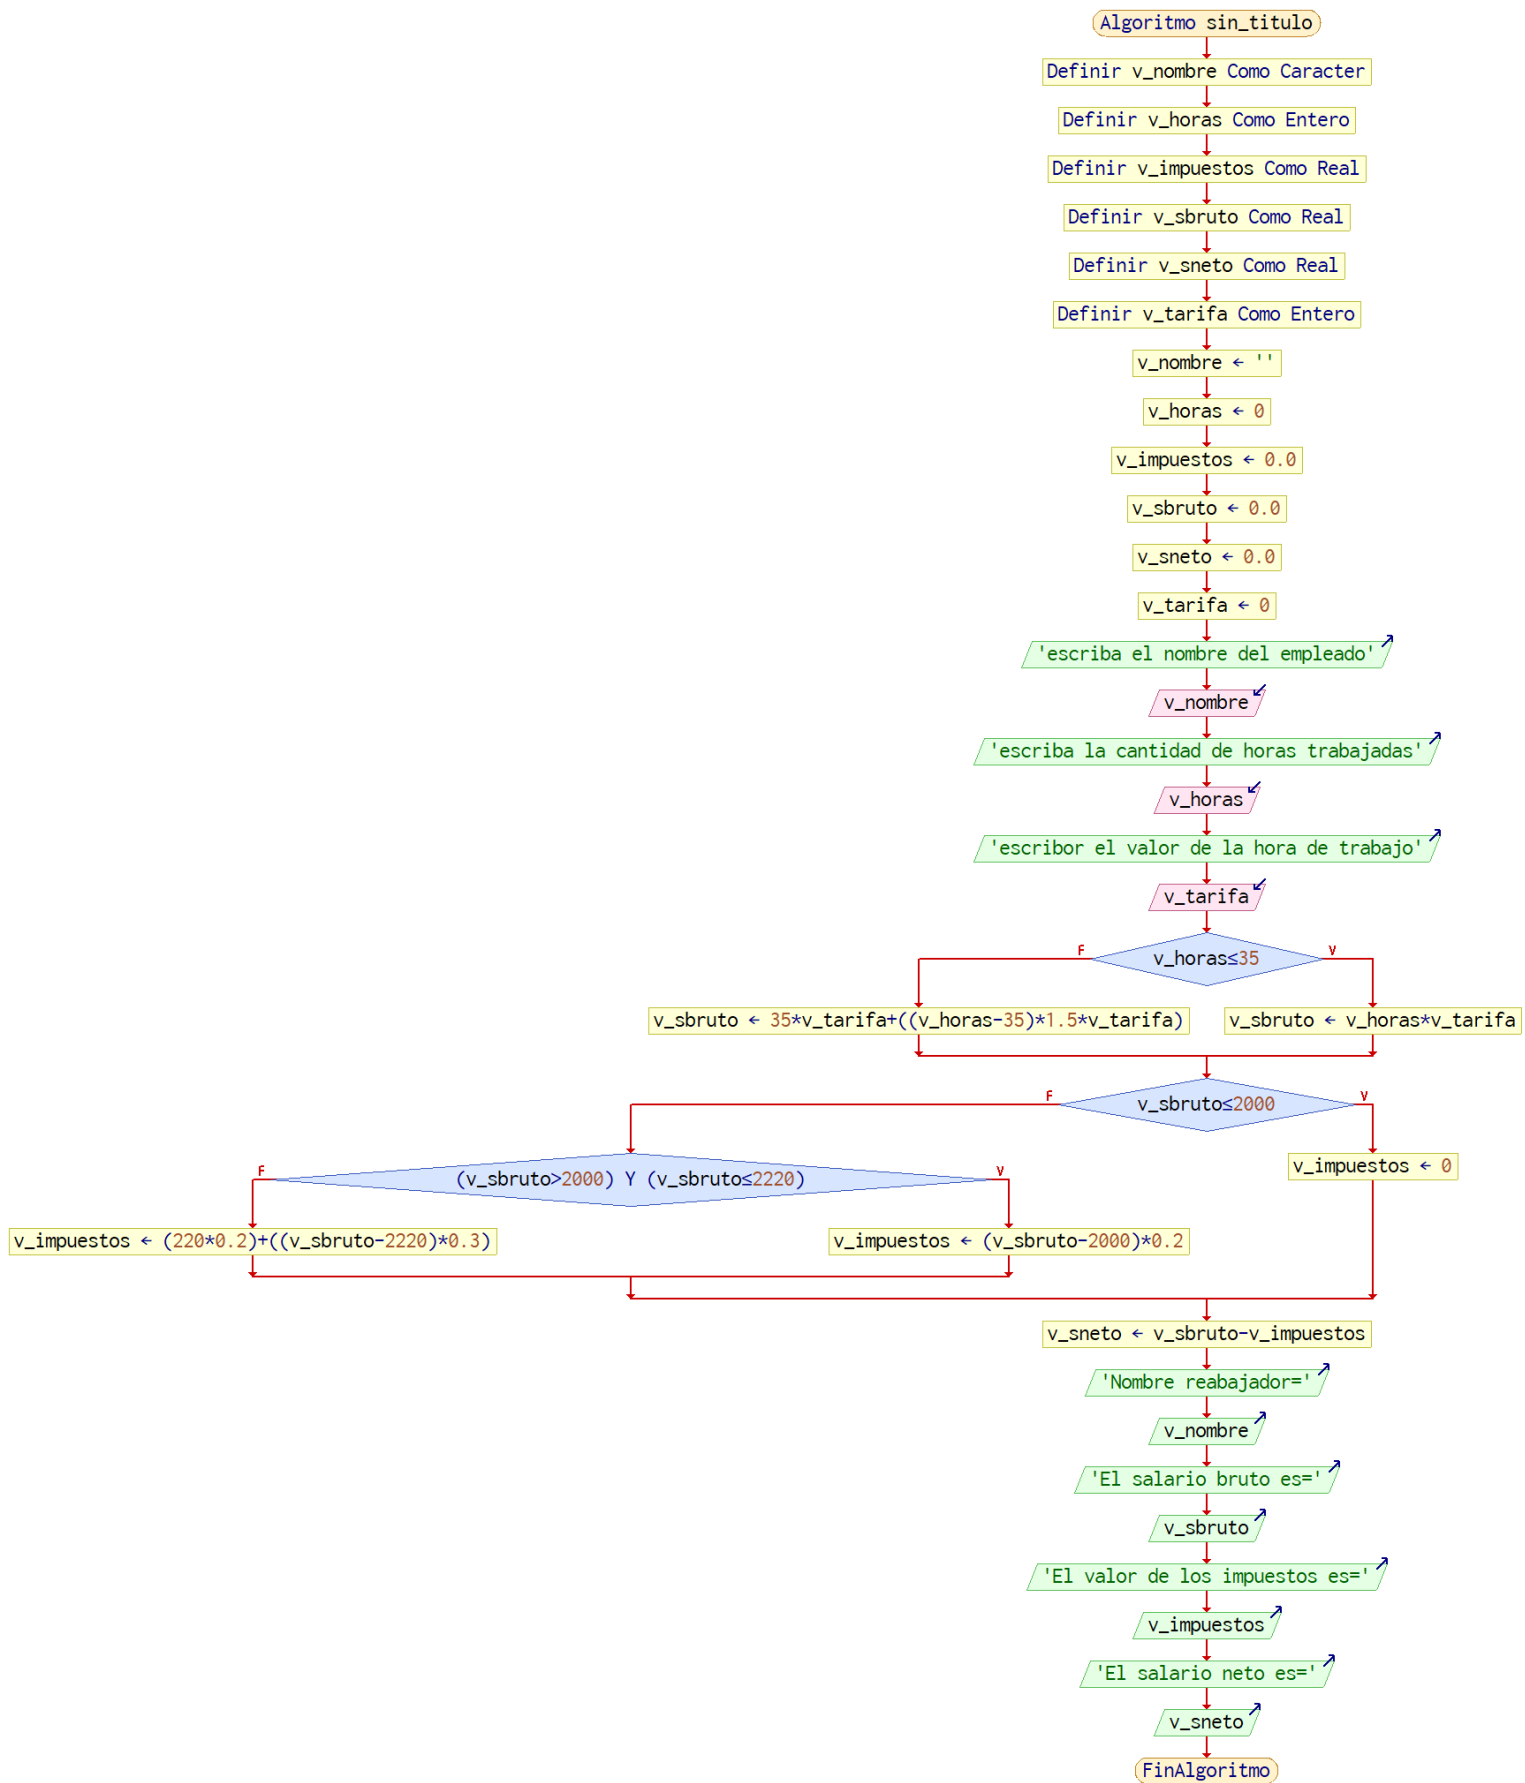 Algoritmo sin_titulo
Definir v_nombre Como Caracter
Definir v_horas Como Entero
Definir v_impuestos Como Real
Definir v_sbruto Como Real
Definir v_sneto Como Real
Definir v_tarifa Como Entero
v_nombre ← ''
v_horas ← 0
v_impuestos ← 0.0
v_sbruto ← 0.0
v_sneto ← 0.0
v_tarifa ← 0
'escriba el nombre del empleado'
v_nombre
'escriba la cantidad de horas trabajadas'
v_horas
'escribor el valor de la hora de trabajo'
v_tarifa
F
v_horas≤35
V
v_sbruto ← 35*v_tarifa+((v_horas-35)*1.5*v_tarifa)
v_sbruto ← v_horas*v_tarifa
F
v_sbruto≤2000
V
F
(v_sbruto>2000) Y (v_sbruto≤2220)
V
v_impuestos ← 0
v_impuestos ← (220*0.2)+((v_sbruto-2220)*0.3)
v_impuestos ← (v_sbruto-2000)*0.2
v_sneto ← v_sbruto-v_impuestos
'Nombre reabajador='
v_nombre
'El salario bruto es='
v_sbruto
'El valor de los impuestos es='
v_impuestos
'El salario neto es='
v_sneto
FinAlgoritmo